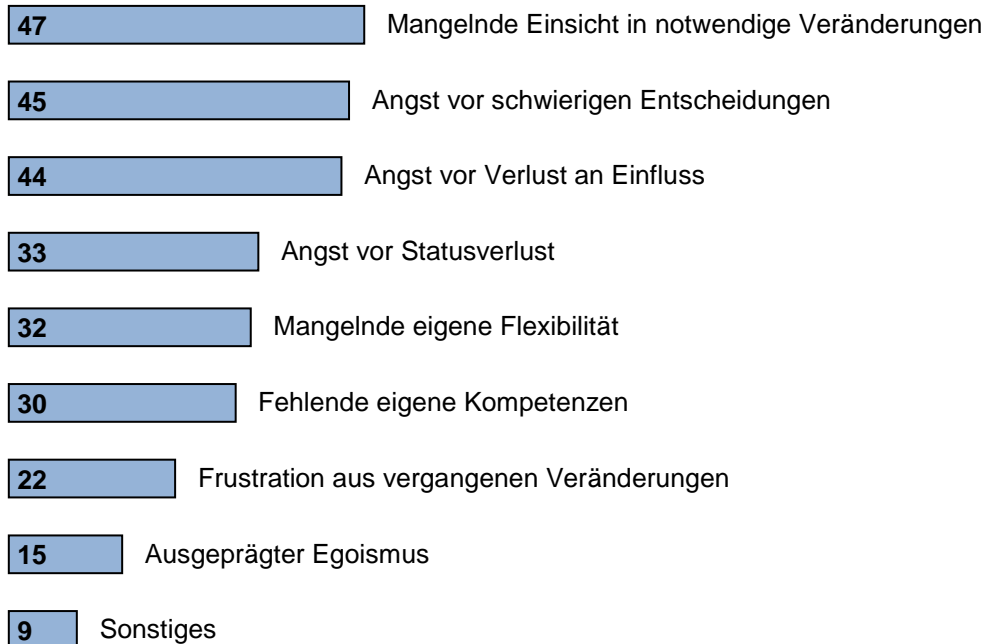 47 Mangelnde Einsicht in notwendige Veränderungen
45 Angst vor schwierigen Entscheidungen
44 Angst vor Verlust an Einfluss
33 Angst vor Statusverlust
32 Mangelnde eigene Flexibilität
30 Fehlende eigene Kompetenzen
22 Frustration aus vergangenen Veränderungen
15 Ausgeprägter Egoismus
9 Sonstiges